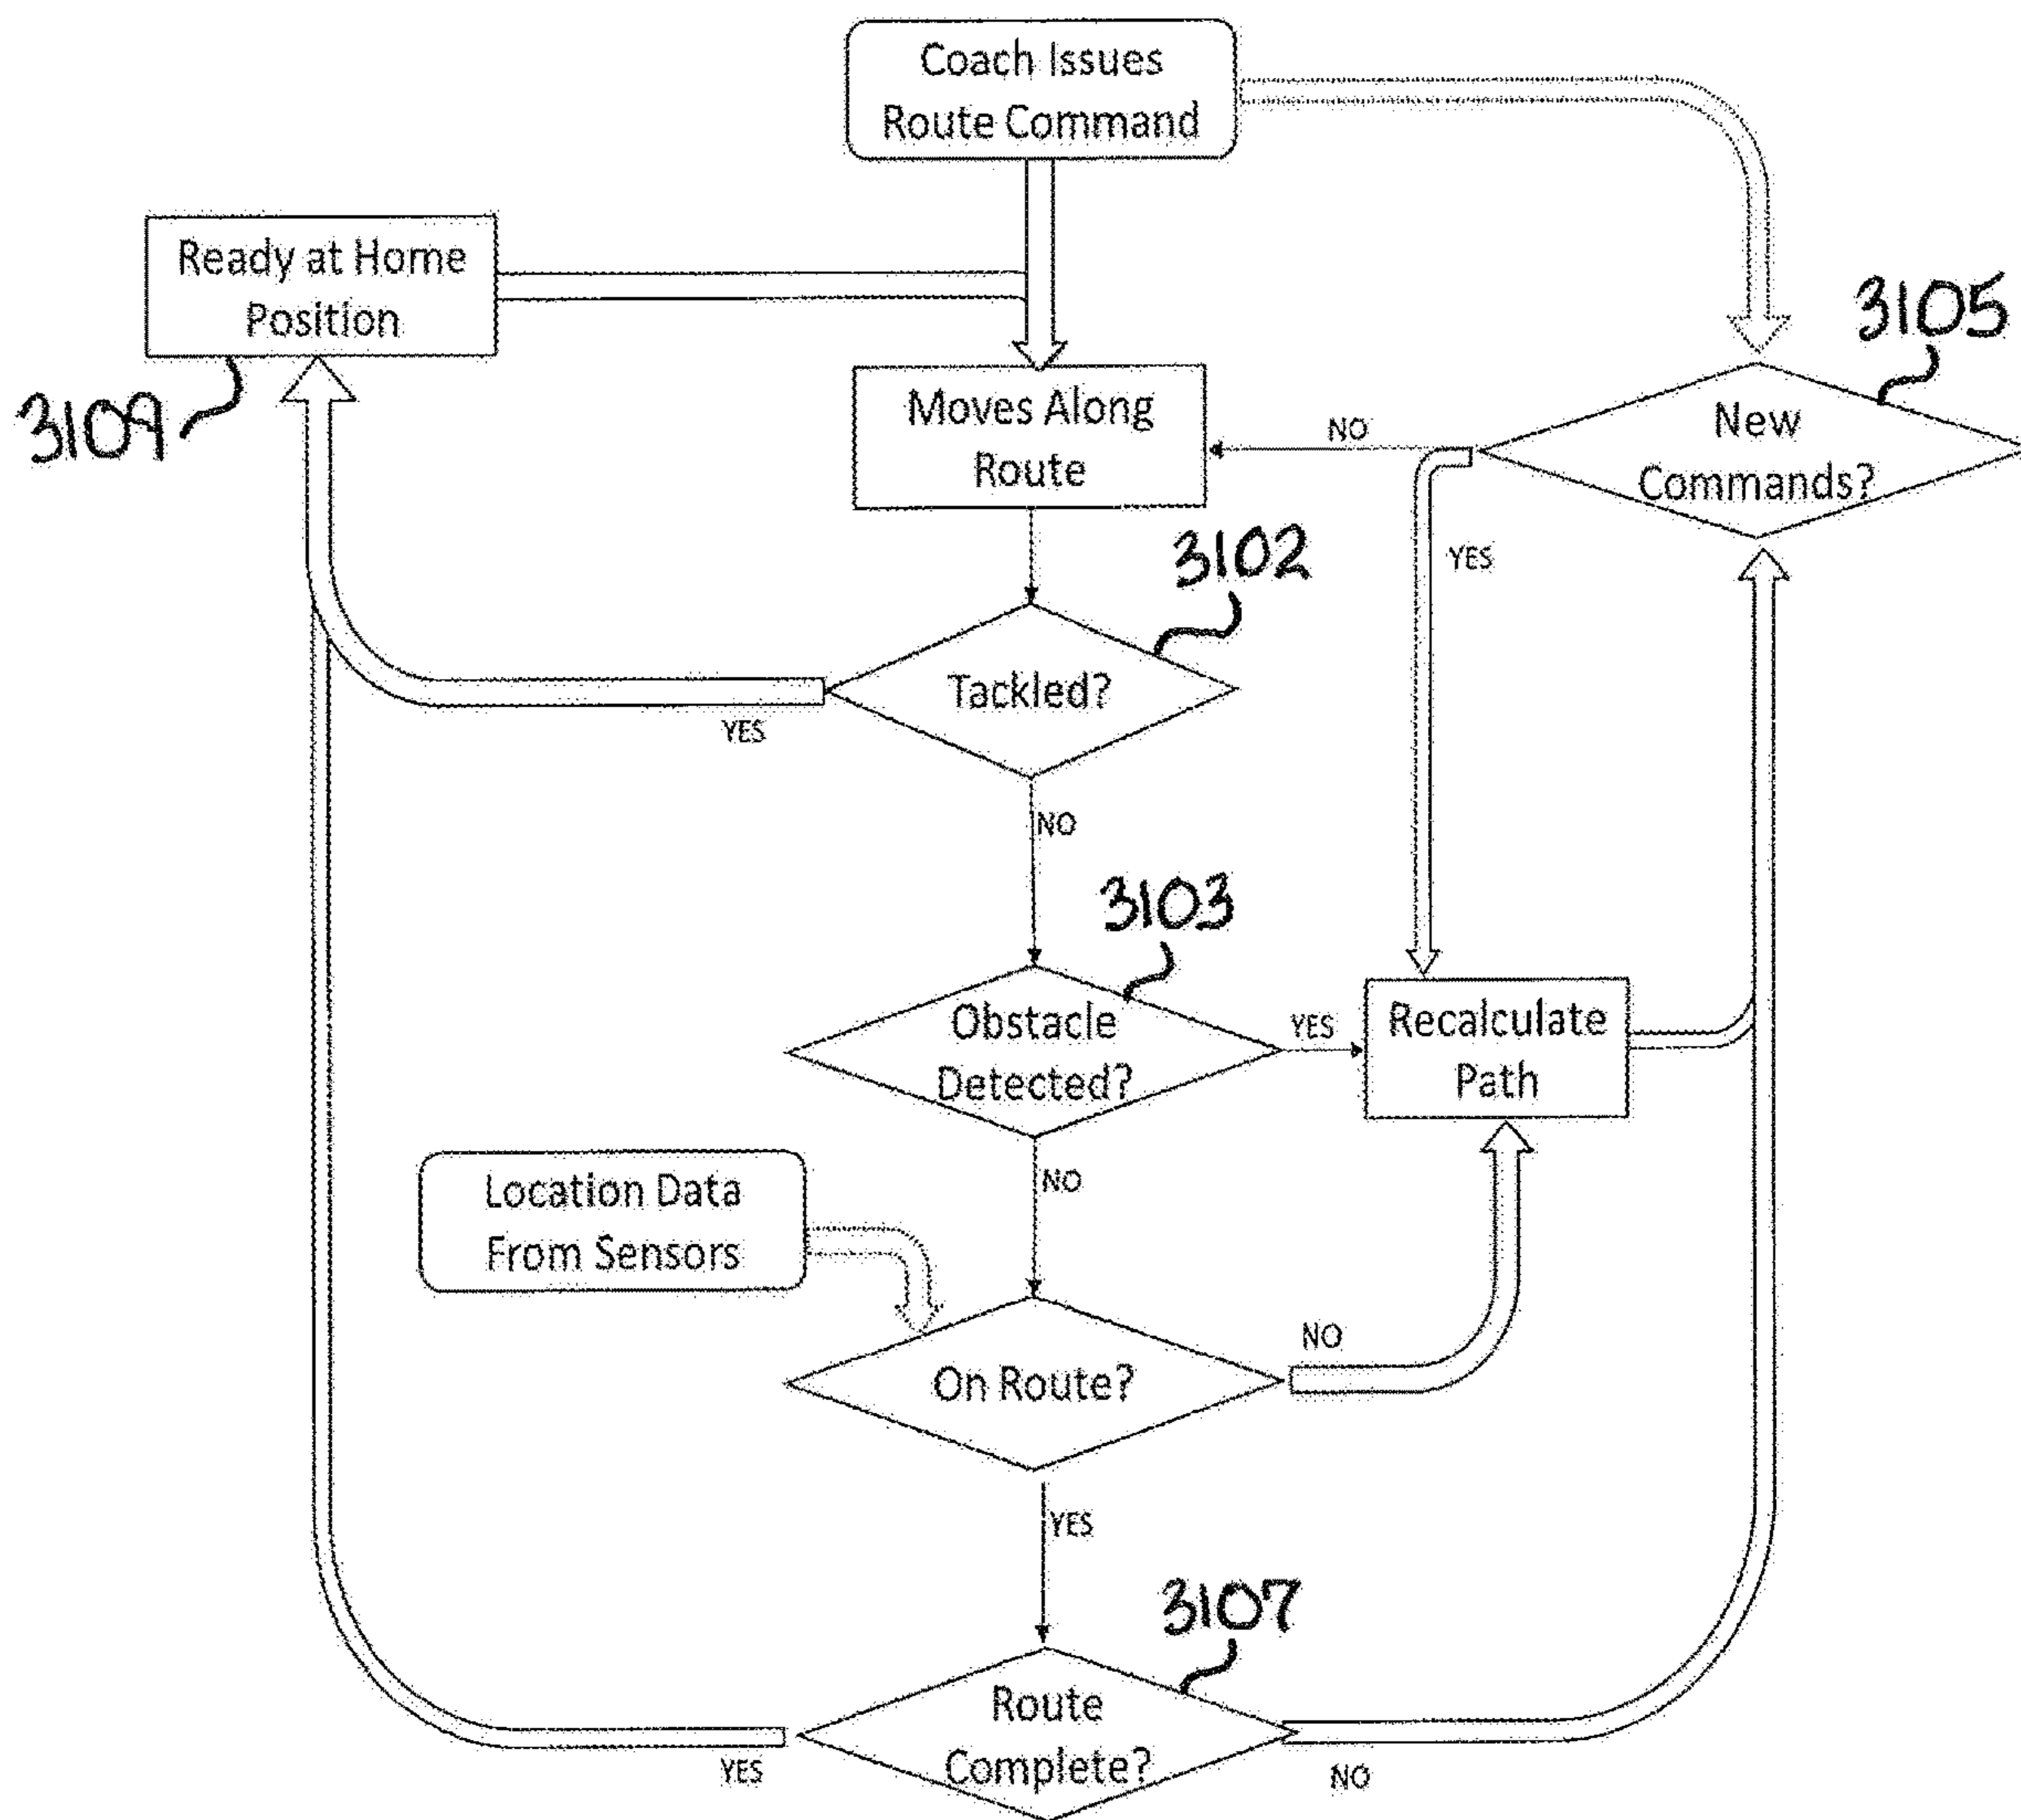 Coach Issues
Route Command
Ready at Home
Position
3109
3105
Moves Along
Route
NO
New
Commands?
YES
3102
Tackled?
YES
NO
3103
Obstacle
Detected?
YES
Recalculate
Path
NO
Location Data
From Sensors
On Route?
NO
YES
3107
Route
Complete?
YES
NO